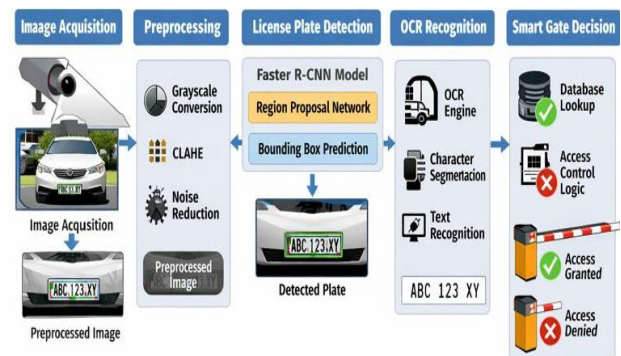 Imaage Acquisition
Preprocessing
License Plate Detection
OCR Recognition
Smart Gate Decision
Image Acqusition
ABC.123.XY
Preprocessed Image
Grayscale
Conversion
CLAHE
Noise
Reduction
Preprocessed
Image
Faster R-CNN Model
Region Proposal Network
Bounding Box Prediction
ABC.123.XY
Detected Plate
OCR
Engine
Character
Segmentation
Text
Recognition
ABC 123 XY
Database
Lookup
Access
Control
Logic
Access
Granted
Access
Denied